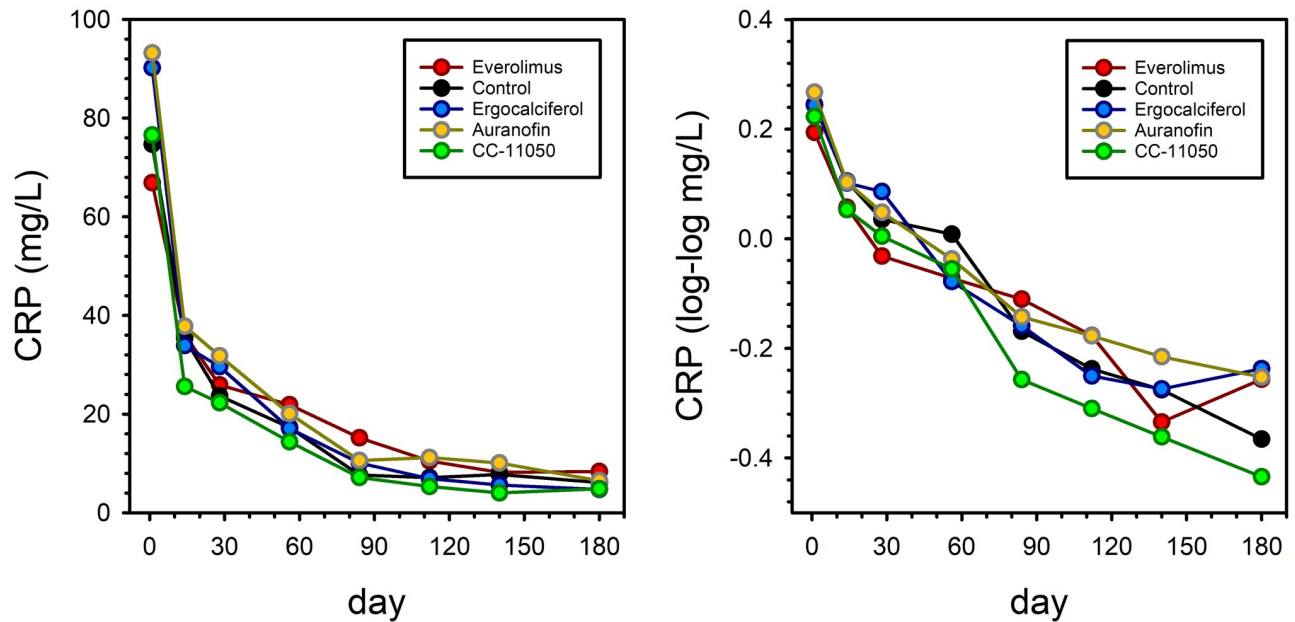 CRP (mg/L)
100
80
60
40
20
0
0 30 60 90 120 150 180
day
Everolimus
Control
Ergocalciferol
Auranofin
CC-11050
CRP (log-log mg/L)
0.4
0.2
0.0
-0.2
-0.4
0 30 60 90 120 150 180
day
Everolimus
Control
Ergocalciferol
Auranofin
CC-11050